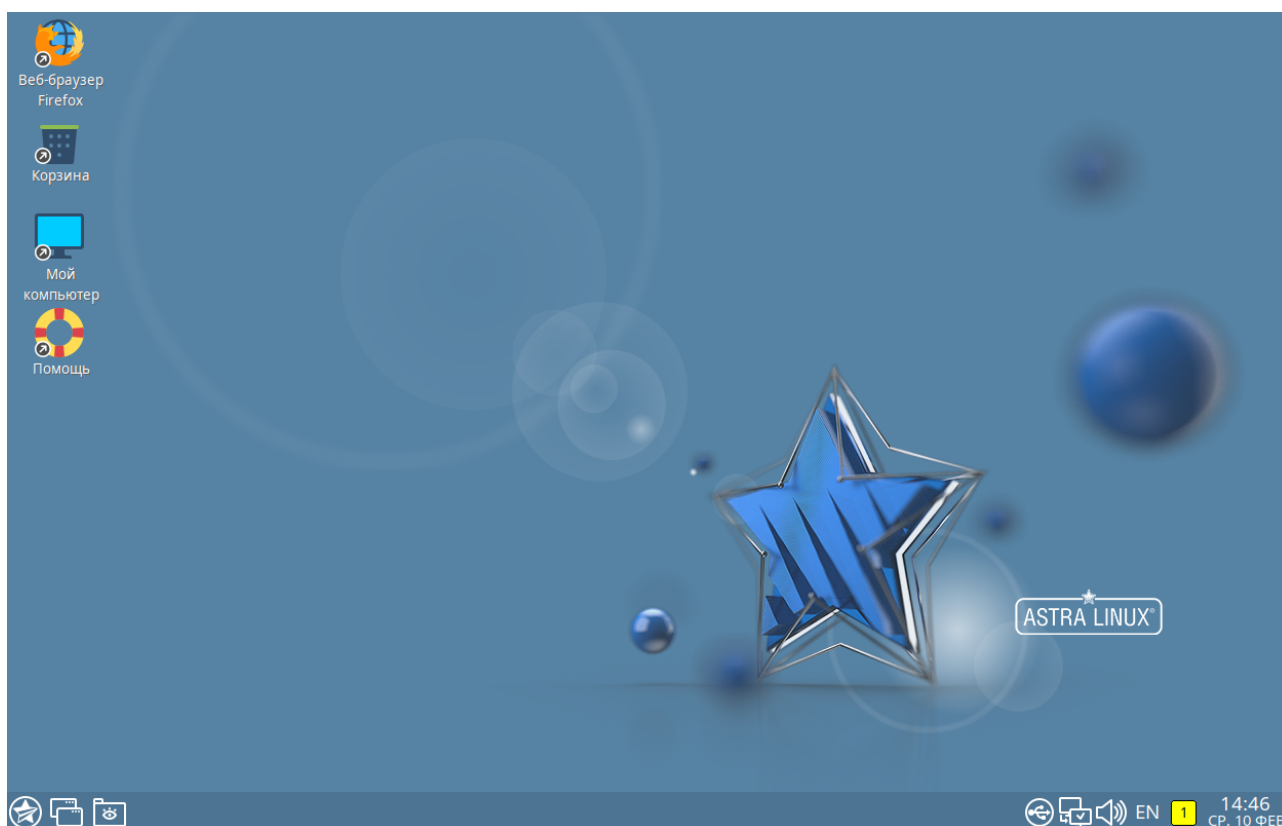 Веб-браузер
Firefox
Корзина
Мой
компьютер
Помощь
ASTRA LINUX®
EN
1
14:46
СР. 10 ФЕВ